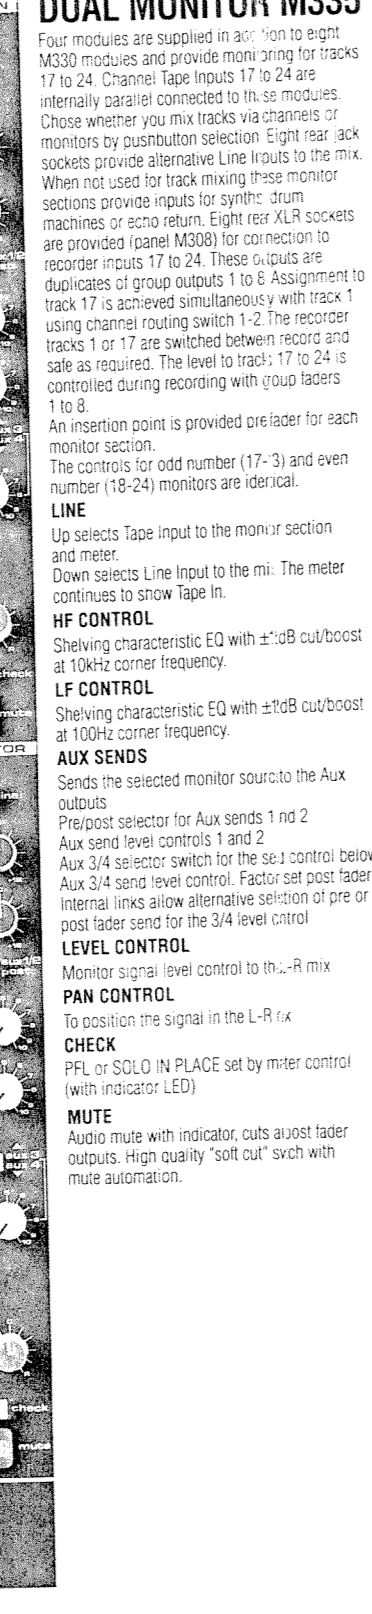 DUAL MONITOR M335
Four modules are supplied in to eight
M330 modules and provide for tracks
17 to 24. Channel Tape Inputs 17 to 24 are
internally parallel connected to these modules.
Chose whether you mix tracks via channels or
monitors by pushbutton selection. Eight rear jack
sockets provide alternative Line Inputs to the mix.
When not used for track mixing these monitor
sections provide inputs for synths, drum
machines or echo return. Eight rear XLR sockets
are provided (panel M308) for connection to
recorder inputs 17 to 24. These outputs are
duplicates of group outputs 1 to 8 Assignment to
track 17 is achieved simultaneously with track 1
using channel routing switch 1-2. The recorder
tracks 1 or 17 are switched between record and
safe as required. The level to tracks 17 to 24 is
controlled during recording with group faders
1 to 8.
An insertion point is provided prefader for each
monitor section.
The controls for odd number and even
number (18-24) monitors are identical.
LINE
Up selects Tape Input to the monitor section
and meter.
Down selects Line Input to the mix. The meter
continues to show Tape In.
HF CONTROL
Shelving characteristic EQ with cut/boost
at 10kHz corner frequency.
LF CONTROL
Shelving characteristic EQ with cut/boost
at 100Hz corner frequency.
AUX SENDS
Sends the selected monitor to the Aux
outputs
Pre/post selector for Aux sends 1 2
Aux send level controls 1 and 2
Aux 3/4 selector switch for the control below
Aux 3/4 send level control. set post fader
Internal links allow alternative of pre or
post fader send for the 3/4 level
LEVEL CONTROL
Monitor signal level control to mix
PAN CONTROL
To position the signal in the L-R
CHECK
PFL or SOLO IN PLACE set by control
(with indicator LED)
MUTE
Audio mute with indicator, cuts fader
outputs. High quality "soft cut" with
mute automation.
aux 3
aux 4
check
mute